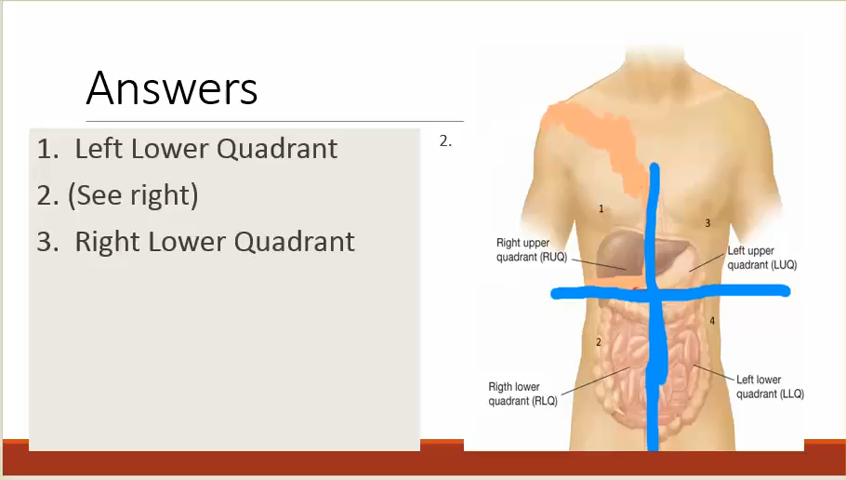 Answers
1. Left Lower Quadrant
2. (See right)
3. Right Lower Quadrant
2.
1
3
Right upper
quadrant (RUQ)
Left upper
quadrant (LUQ)
4
2
Rigth lower
quadrant (RLQ)
Left lower
quadrant (LLQ)